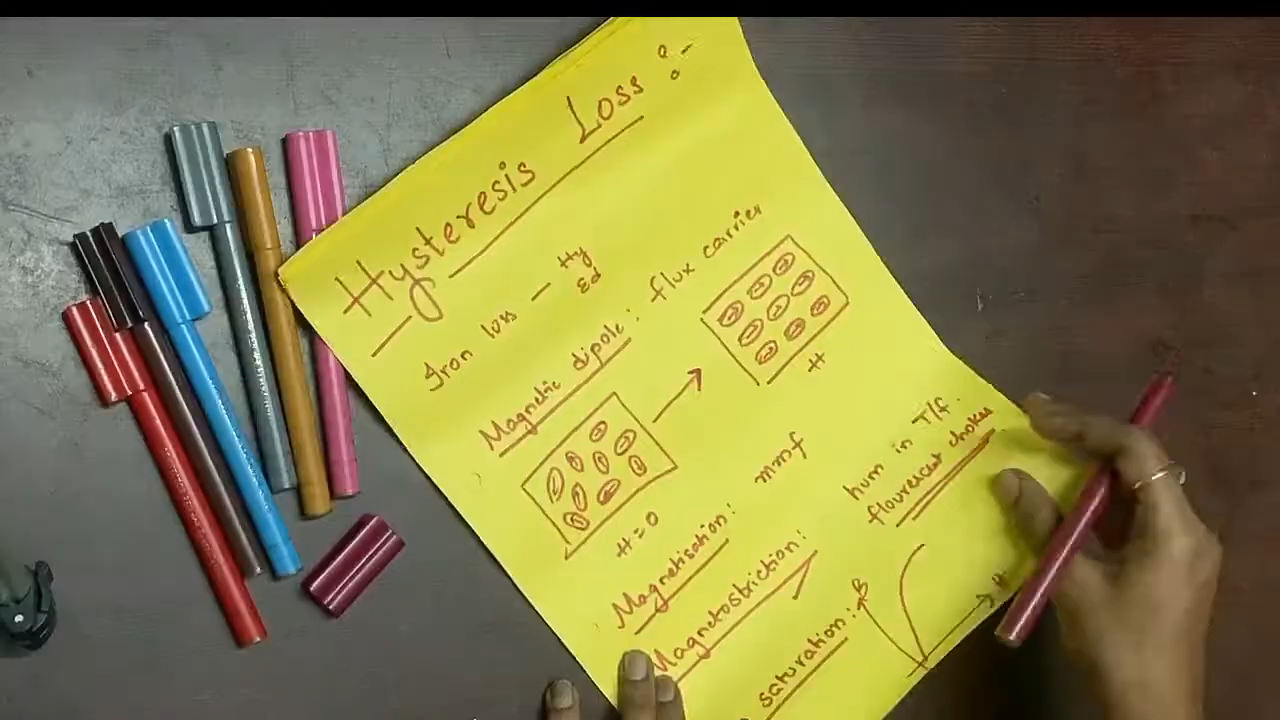 Hysteresis Loss :-
Iron loss - Hy
Ed
Magnetic dipole: flux carrier
H = 0
H
Magnetisation: mmf
Magnetostriction: hum in T/f.
flourescent chokes
saturation:
B
H